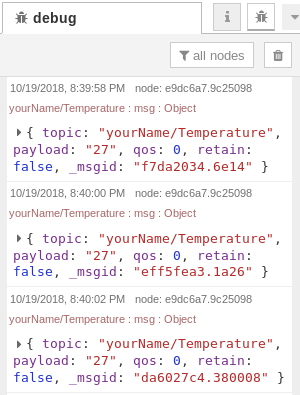 debug
i
all nodes
10/19/2018, 8:39:58 PM node: e9dc6a7.9c25098
yourName/Temperature : msg : Object
{ topic: "yourName/Temperature",
payload: "27", qos: 0, retain:
false, _msgid: "f7da2034.6e14" }
10/19/2018, 8:40:00 PM node: e9dc6a7.9c25098
yourName/Temperature : msg : Object
{ topic: "yourName/Temperature",
payload: "27", qos: 0, retain:
false, _msgid: "eff5fea3.1a26" }
10/19/2018, 8:40:02 PM node: e9dc6a7.9c25098
yourName/Temperature : msg : Object
{ topic: "yourName/Temperature",
payload: "27", qos: 0, retain:
false, _msgid: "da6027c4.380008" }